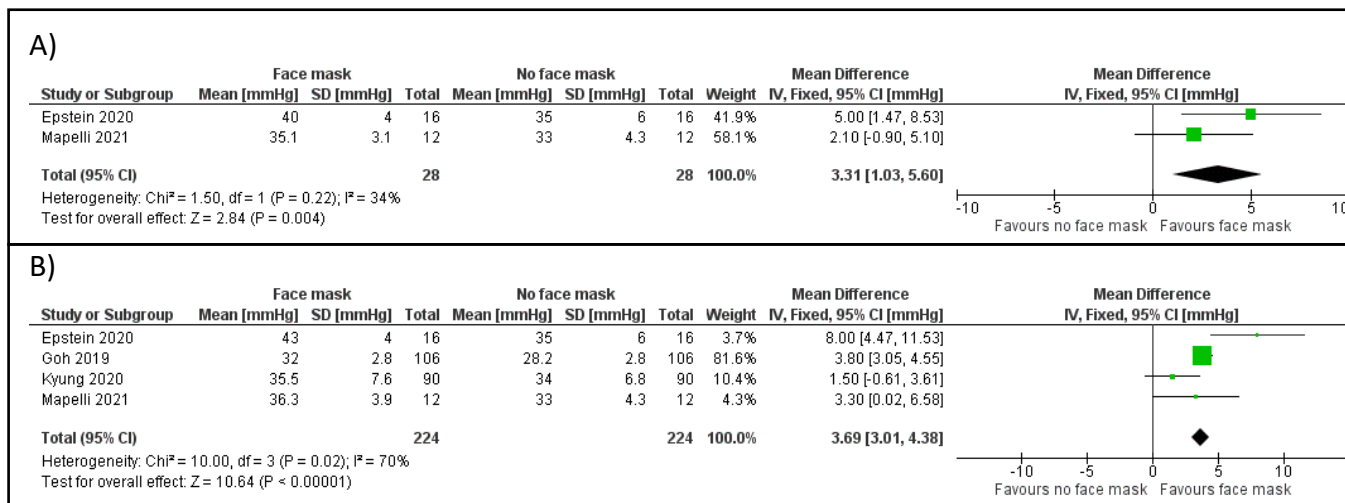 A)
Face mask No face mask Mean Difference Mean Difference
Study or Subgroup Mean [mmHg] SD [mmHg] Total Mean [mmHg] SD [mmHg] Total Weight IV, Fixed, 95% CI [mmHg] IV, Fixed, 95% CI [mmHg]
Epstein 2020 40 4 16 35 6 16 41.9% 5.00 [1.47, 8.53]
Mapelli 2021 35.1 3.1 12 33 4.3 12 58.1% 2.10 [-0.90, 5.10]
Total (95% CI) 28 28 100.0% 3.31 [1.03, 5.60]
Heterogeneity: Chi² = 1.50, df = 1 (P = 0.22); I² = 34%
Test for overall effect: Z = 2.84 (P = 0.004)
-10 -5 0 5 10
Favours no face mask Favours face mask
B)
Face mask No face mask Mean Difference Mean Difference
Study or Subgroup Mean [mmHg] SD [mmHg] Total Mean [mmHg] SD [mmHg] Total Weight IV, Fixed, 95% CI [mmHg] IV, Fixed, 95% CI [mmHg]
Epstein 2020 43 4 16 35 6 16 3.7% 8.00 [4.47, 11.53]
Goh 2019 32 2.8 106 28.2 2.8 106 81.6% 3.80 [3.05, 4.55]
Kyung 2020 35.5 7.6 90 34 6.8 90 10.4% 1.50 [-0.61, 3.61]
Mapelli 2021 36.3 3.9 12 33 4.3 12 4.3% 3.30 [0.02, 6.58]
Total (95% CI) 224 224 100.0% 3.69 [3.01, 4.38]
Heterogeneity: Chi² = 10.00, df = 3 (P = 0.02); I² = 70%
Test for overall effect: Z = 10.64 (P < 0.00001)
-10 -5 0 5 10
Favours no face mask Favours face mask